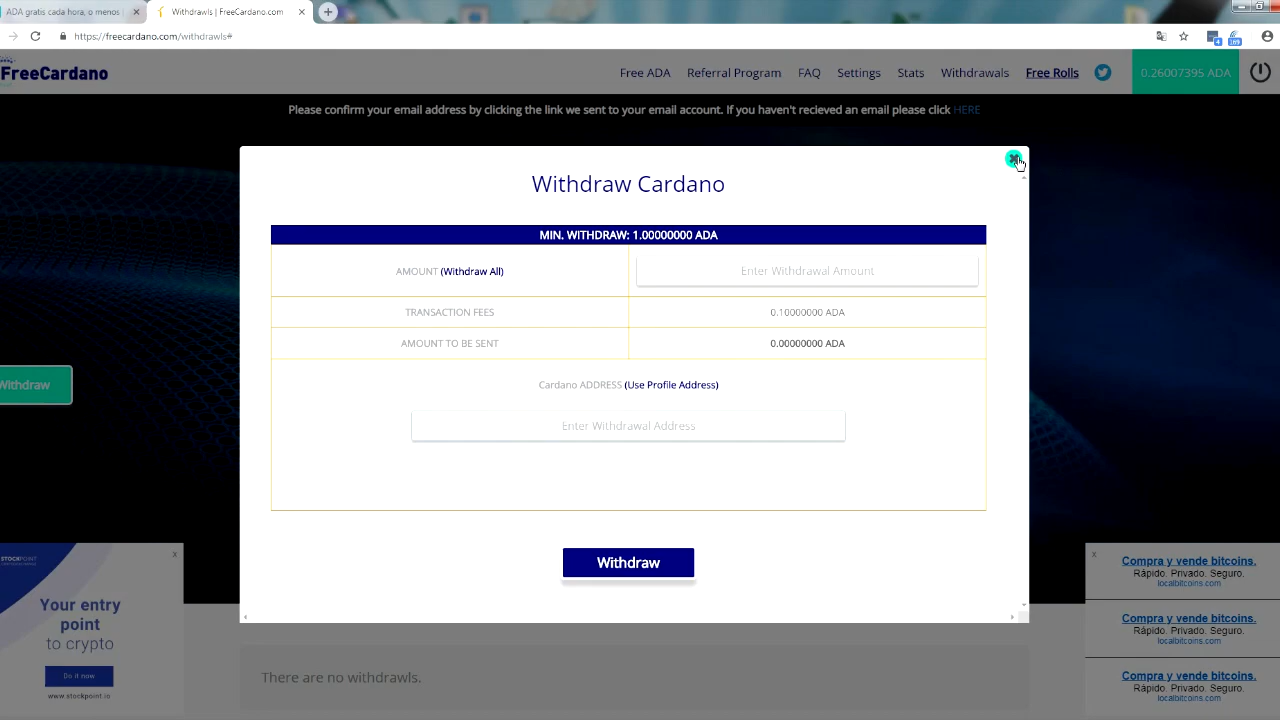 ADA gratis cada hora, o menos
Withdrawls | FreeCardano.com
https://freecardano.com/withdrawls#
FreeCardano
Free ADA
Referral Program
FAQ
Settings
Stats
Withdrawals
Free Rolls
0.26007395 ADA
Please confirm your email address by clicking the link we sent to your email account. If you haven't recieved an email please click HERE
Withdraw Cardano
MIN. WITHDRAW: 1.00000000 ADA
AMOUNT (Withdraw All)
Enter Withdrawal Amount
TRANSACTION FEES
0.10000000 ADA
AMOUNT TO BE SENT
0.00000000 ADA
Cardano ADDRESS (Use Profile Address)
Enter Withdrawal Address
Withdraw
Withdraw
STOCKPOINT
x
Your entry
point
to crypto
Do it now
www.stockpoint.io
x
Compra y vende bitcoins.
Rápido. Privado. Seguro.
localbitcoins.com
Compra y vende bitcoins.
Rápido. Privado. Seguro.
localbitcoins.com
Compra y vende bitcoins.
Rápido. Privado. Seguro.
localbitcoins.com
There are no withdrawls.